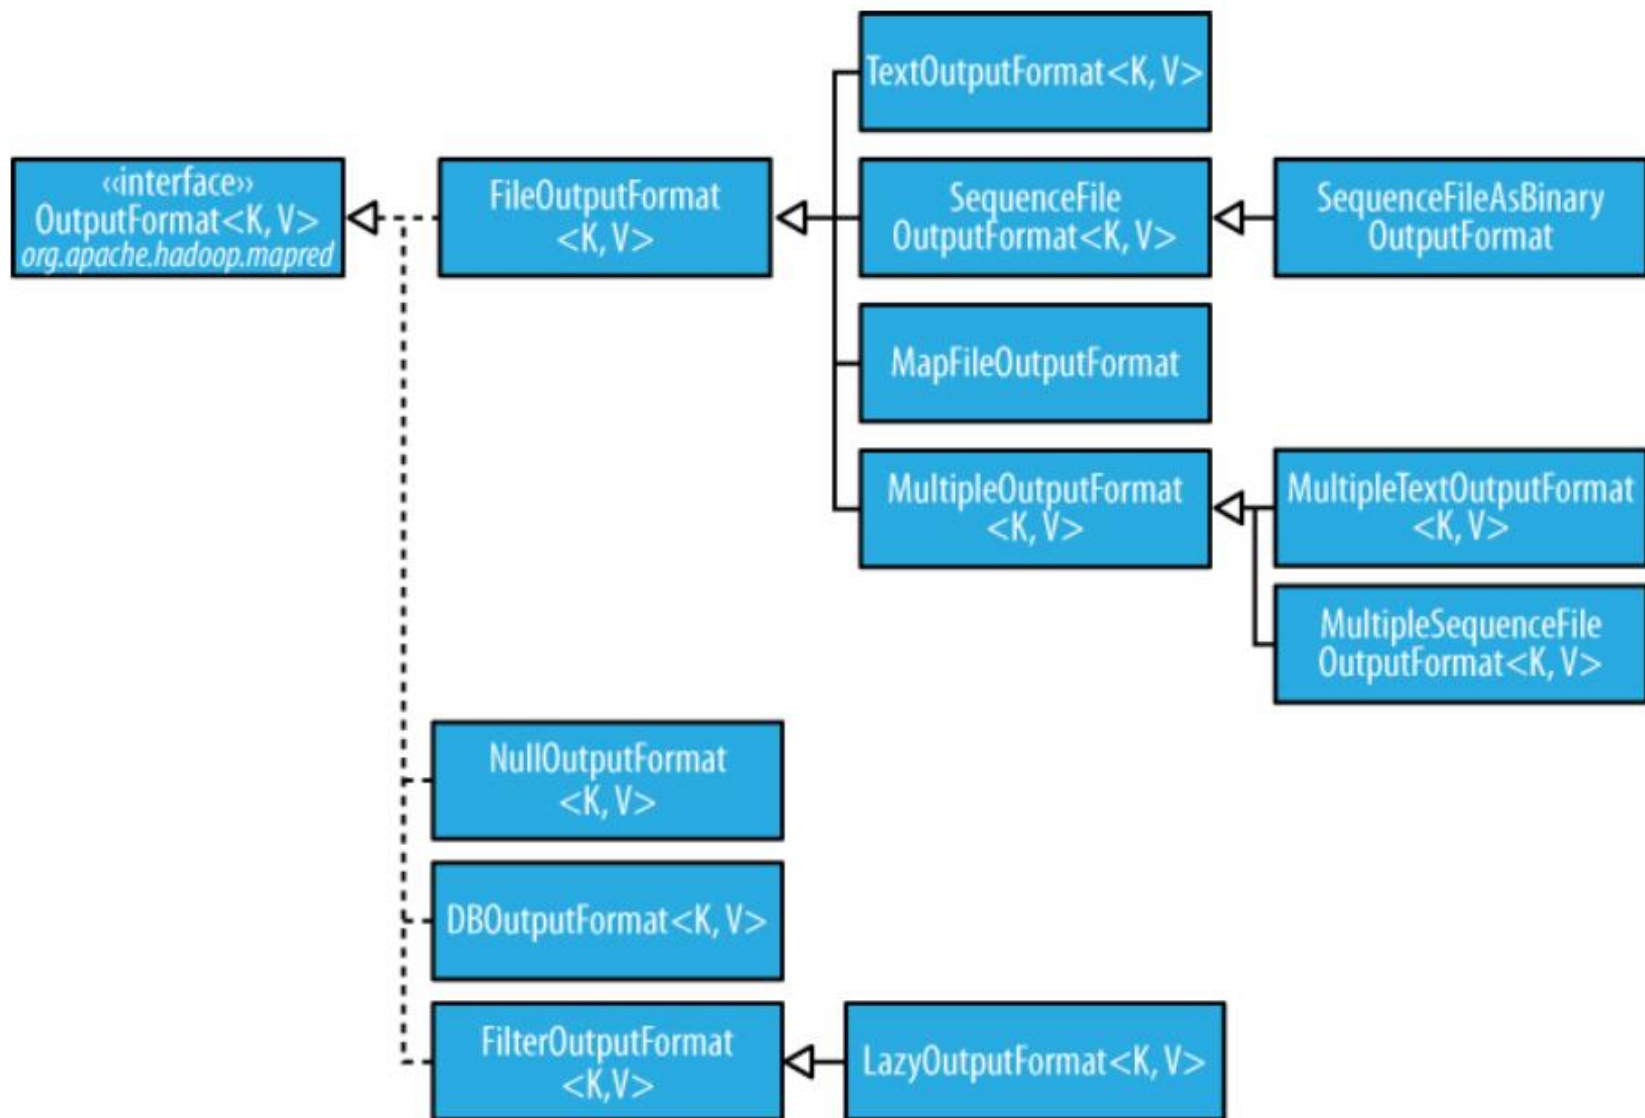 TextOutputFormat<K, V>
‹‹interface››
OutputFormat<K, V>
org.apache.hadoop.mapred
FileOutputFormat
<K, V>
SequenceFile
OutputFormat<K, V>
SequenceFileAsBinary
OutputFormat
MapFileOutputFormat
MultipleOutputFormat
<K, V>
MultipleTextOutputFormat
<K, V>
MultipleSequenceFile
OutputFormat<K, V>
NullOutputFormat
<K, V>
DBOutputFormat<K, V>
FilterOutputFormat
<K,V>
LazyOutputFormat<K, V>